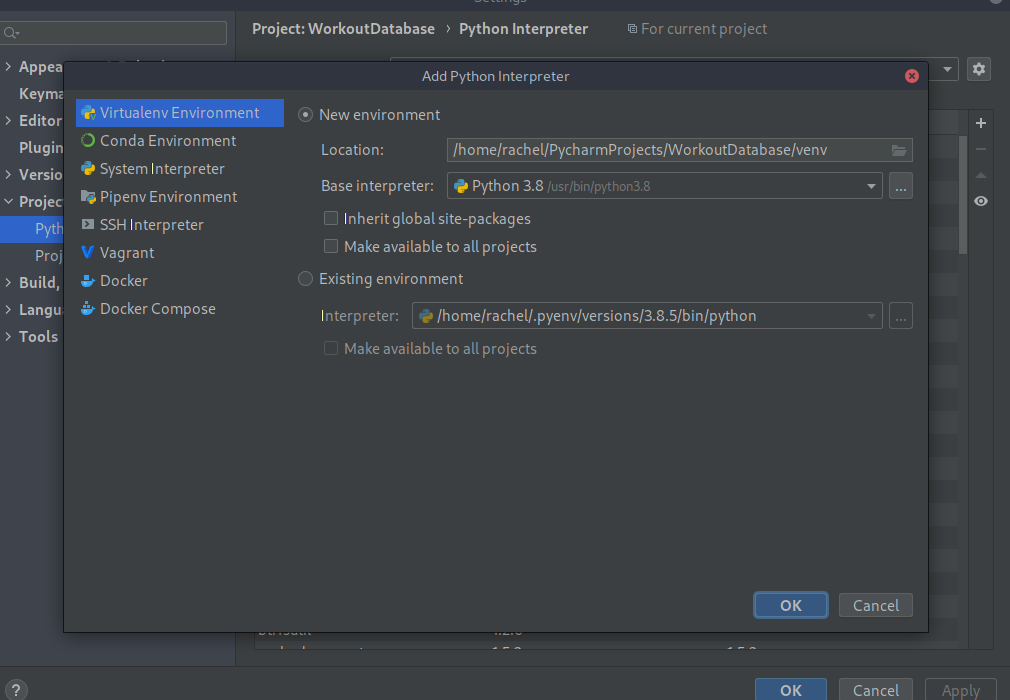 Settings
Project: WorkoutDatabase › Python Interpreter For current project
Appea
Add Python Interpreter
Keyma
Editor
Plugin
Versio
Projec
Pyth
Proj
Build,
Langua
Tools
Virtualenv Environment
Conda Environment
System Interpreter
Pipenv Environment
SSH Interpreter
Vagrant
Docker
Docker Compose
New environment
Location: /home/rachel/PycharmProjects/WorkoutDatabase/venv
Base interpreter: Python 3.8 /usr/bin/python3.8 ...
Inherit global site-packages
Make available to all projects
Existing environment
Interpreter: /home/rachel/.pyenv/versions/3.8.5/bin/python ...
Make available to all projects
OK Cancel
? OK Cancel Apply